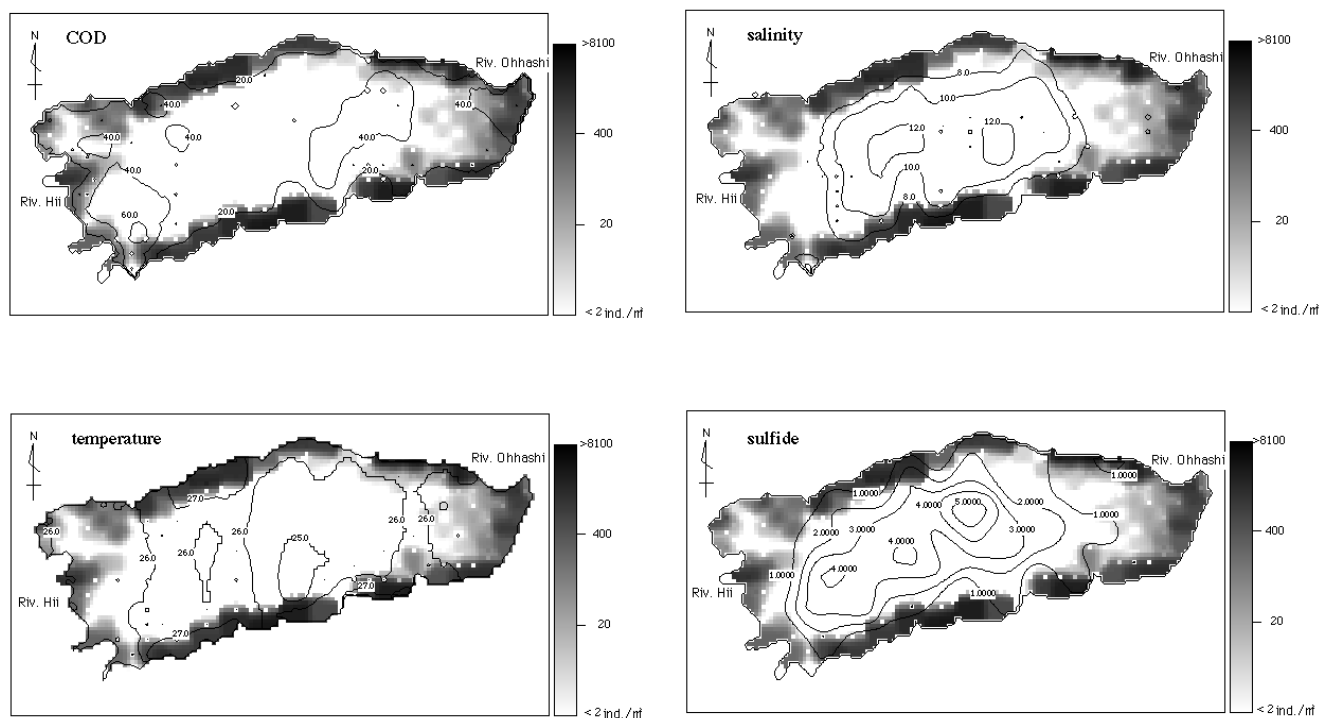 COD
N
Riv. Ohhashi
>8100
400
20
<2 ind./㎡
Riv. Hii
20.0
40.0
40.0
40.0
40.0
40.0
40.0
20.0
20.0
60.0
salinity
N
Riv. Ohhashi
>8100
400
20
<2 ind./㎡
Riv. Hii
8.0
10.0
12.0
12.0
10.0
8.0
temperature
N
Riv. Ohhashi
>8100
400
20
<2 ind./㎡
Riv. Hii
27.0
26.0
26.0
26.0
26.0
26.0
26.0
25.0
27.0
27.0
sulfide
N
Riv. Ohhashi
>8100
400
20
<2 ind./㎡
Riv. Hii
1.0000
1.0000
2.0000
4.0000
5.0000
2.0000
3.0000
3.0000
1.0000
4.0000
4.0000
1.0000
1.0000